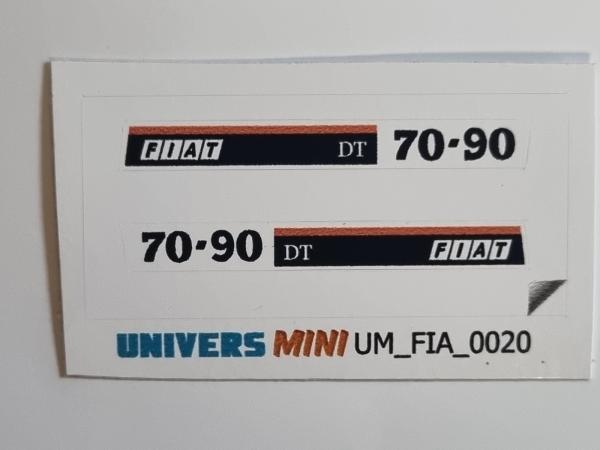 FIAT DT 70-90
70-90 DT FIAT
UNIVERS MINI UM_FIA_0020